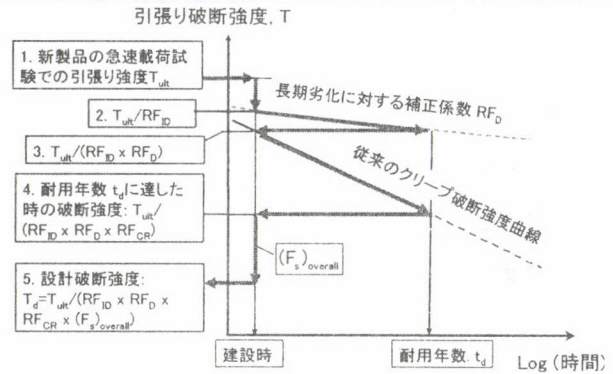 引張り破断強度, T
1. 新製品の急速載荷試
験での引張り強度Tult
2. Tult/RFID
3. Tult/(RFID x RFD)
4. 耐用年数 tdに達した
時の破断強度: Tult/
(RFID x RFD x RFCR)
5. 設計破断強度:
Td=Tult/(RFID x RFD x
RFCR x (Fs)overall)
長期劣化に対する補正係数 RFD
従来のクリープ破断強度曲線
(Fs)overall
建設時
耐用年数. td
Log (時間)